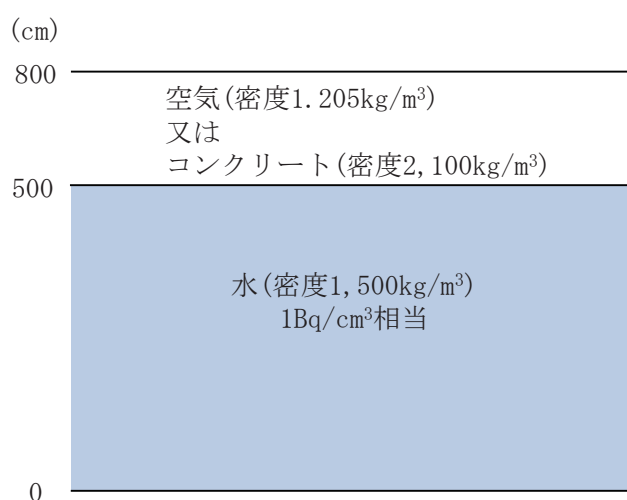 (cm)
800
空気(密度1.205kg/m³)
又は
コンクリート(密度2,100kg/m³)
500
水(密度1,500kg/m³)
1Bq/cm³相当
0